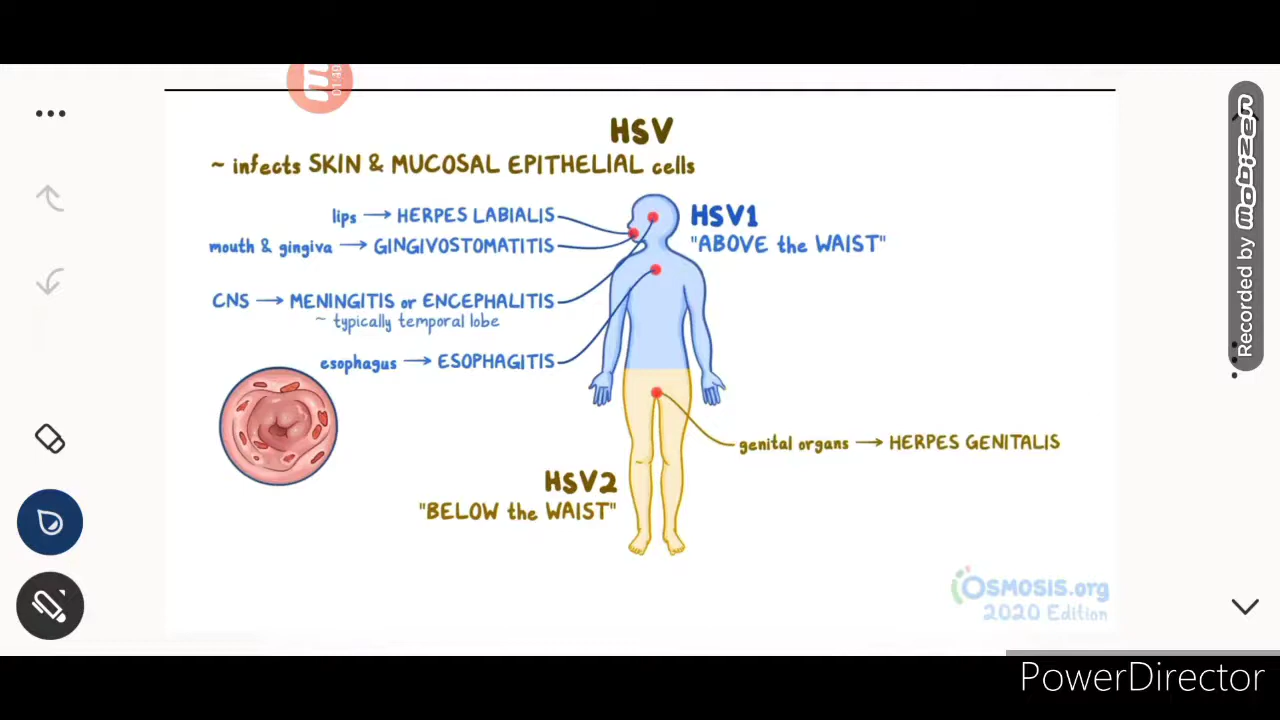 HSV
~ infects SKIN & MUCOSAL EPITHELIAL cells
lips → HERPES LABIALIS
HSV1
mouth & gingiva → GINGIVOSTOMATITIS
"ABOVE the WAIST"
CNS → MENINGITIS or ENCEPHALITIS
~ typically temporal lobe
esophagus → ESOPHAGITIS
genital organs → HERPES GENITALIS
HSV2
"BELOW the WAIST"
OSMOSIS.org
2020 Edition
Recorded by mobizen
PowerDirector